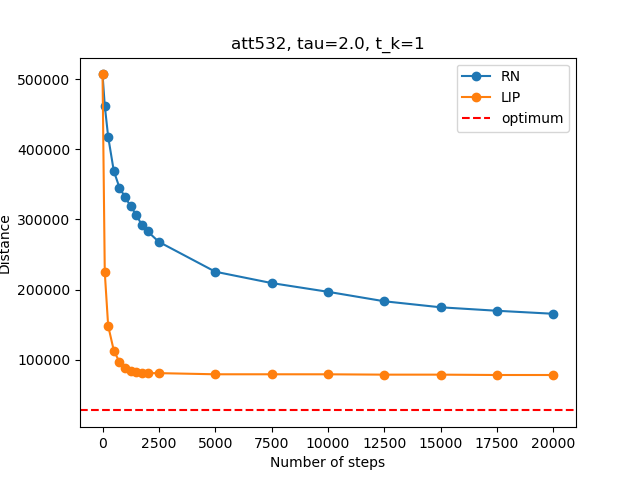 att532, tau=2.0, t_k=1
500000
400000
300000
200000
100000
Distance
0 2500 5000 7500 10000 12500 15000 17500 20000
Number of steps
RN
LIP
optimum